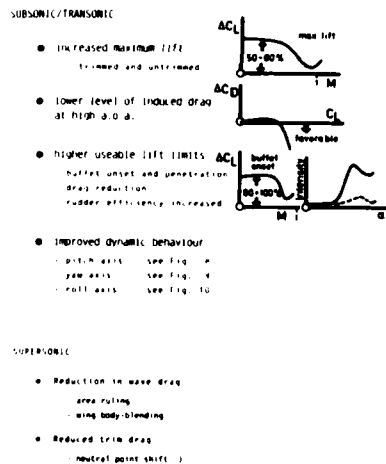 SUBSONIC/TRANSONIC
• increased maximum lift
trimmed and untrimmed
ΔCL
max lift
50-80%
1 M
• lower level of induced drag
at high a.o.a.
ΔCD
CL
favorable
• higher useable lift limits
buffet onset and penetration
drag reduction
rudder efficiency increased
ΔCL
buffet
onset
80-100%
M 1
Intensity
α
• improved dynamic behaviour
- pitch axis see Fig.
- yaw axis see Fig. 9
- roll axis see Fig. 10
SUPERSONIC
• Reduction in wave drag
- area ruling
- wing body-blending
• Reduced trim drag
- neutral point shift